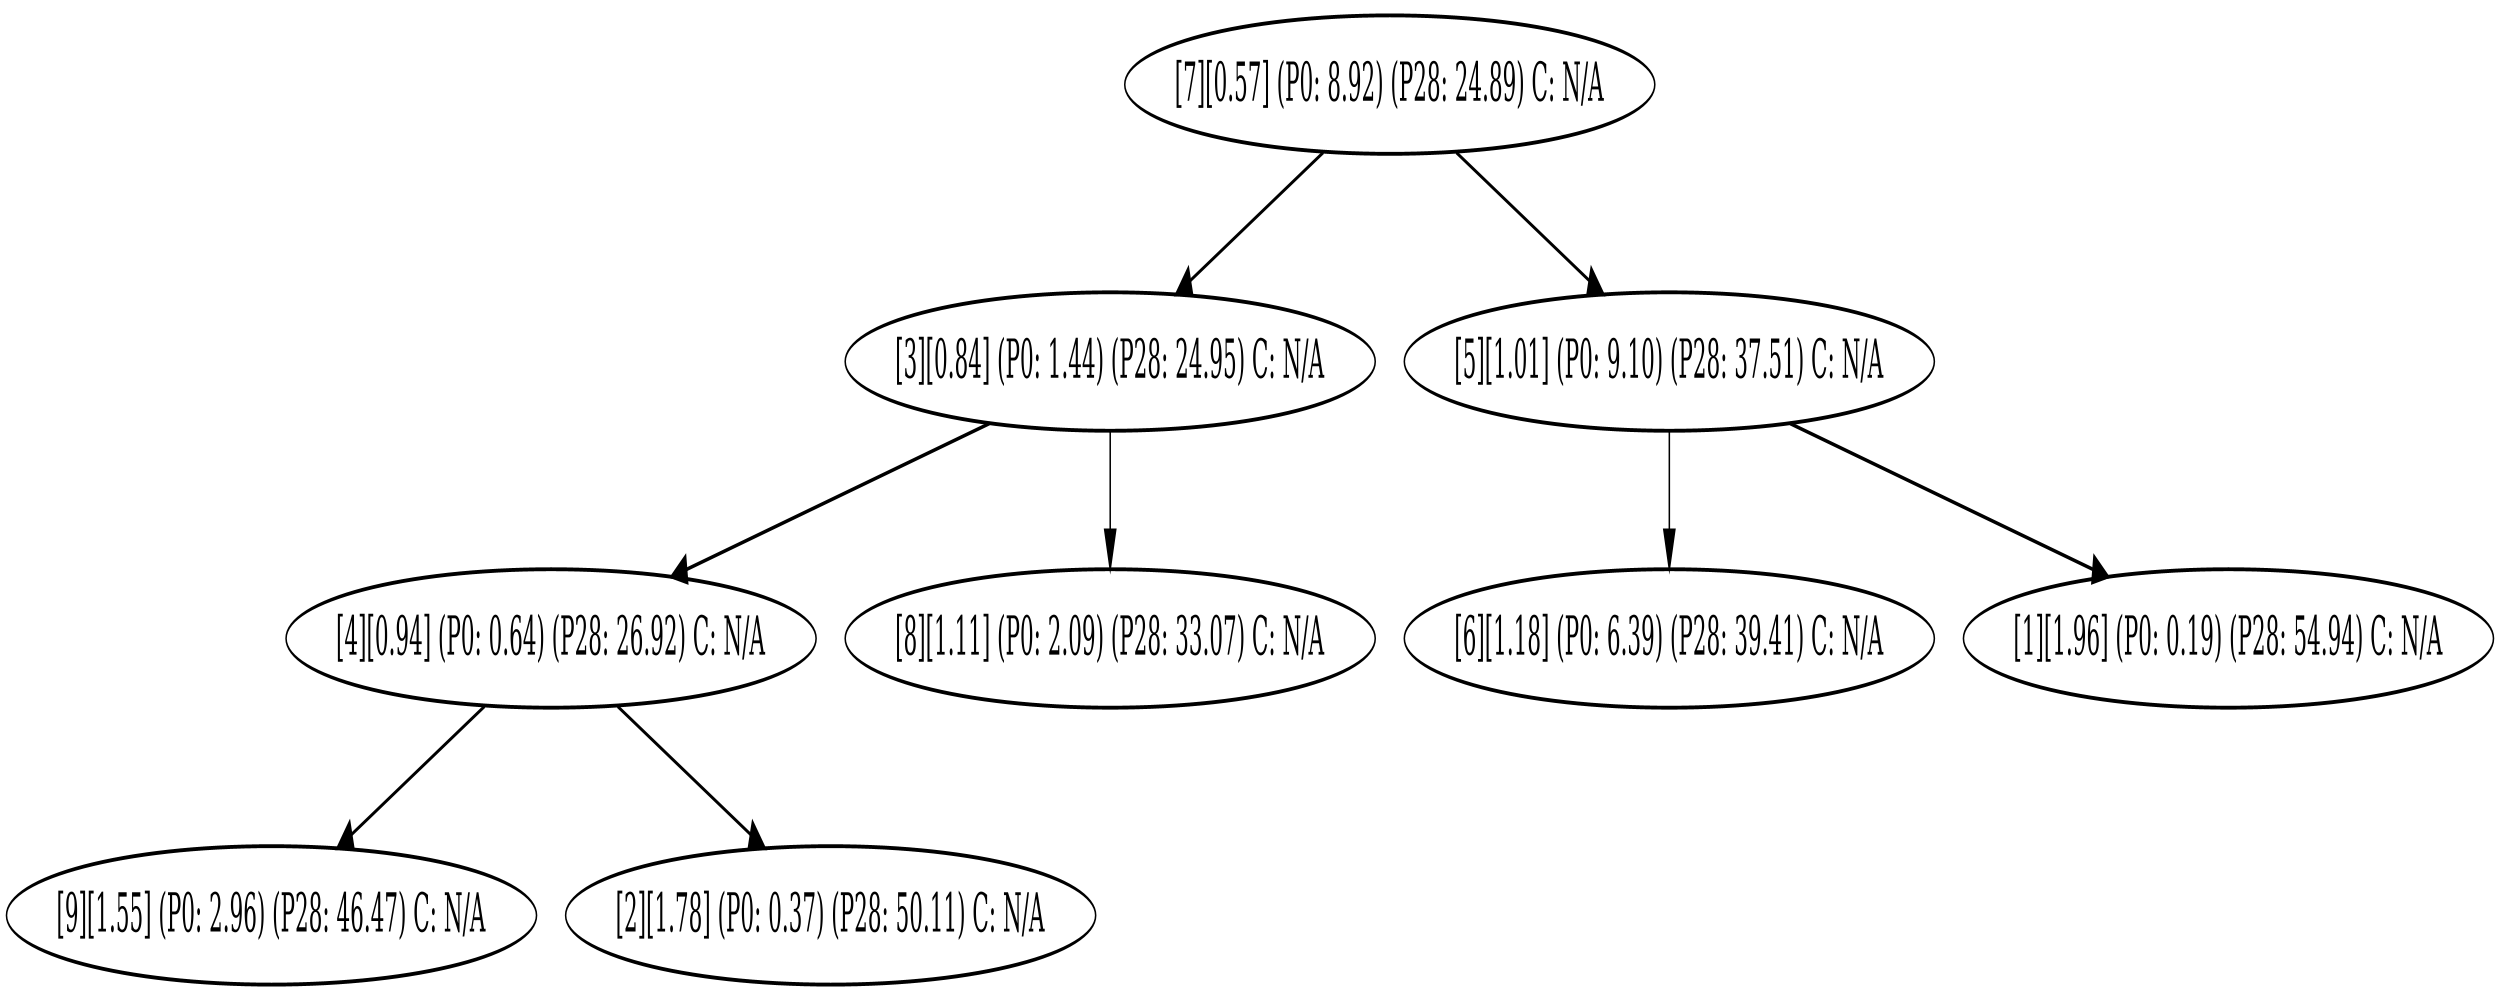 [7][0.57] (P0: 8.92) (P28: 24.89) C: N/A
[3][0.84] (P0: 1.44) (P28: 24.95) C: N/A
[5][1.01] (P0: 9.10) (P28: 37.51) C: N/A
[4][0.94] (P0: 0.64) (P28: 26.92) C: N/A
[8][1.11] (P0: 2.09) (P28: 33.07) C: N/A
[6][1.18] (P0: 6.39) (P28: 39.41) C: N/A
[1][1.96] (P0: 0.19) (P28: 54.94) C: N/A
[9][1.55] (P0: 2.96) (P28: 46.47) C: N/A
[2][1.78] (P0: 0.37) (P28: 50.11) C: N/A